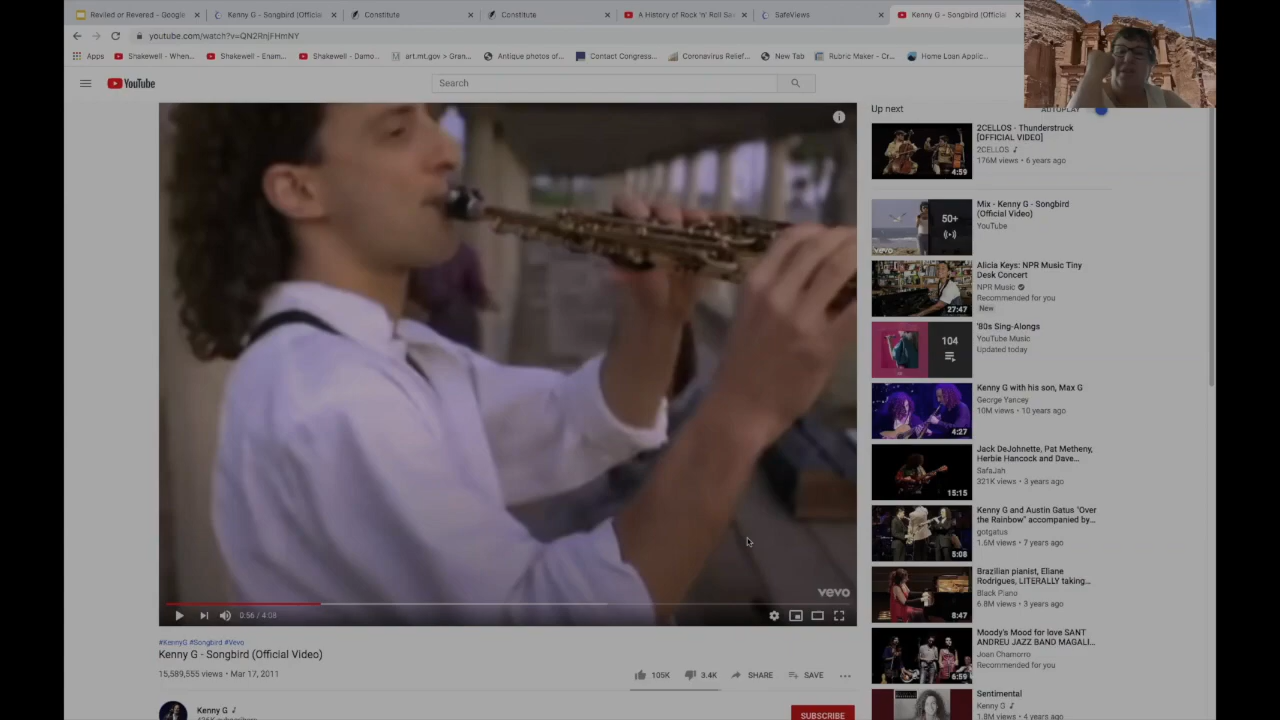 Reviled or Revered - Google
Kenny G - Songbird (Official
Constitute
Constitute
A History of Rock 'n' Roll Sax
SafeViews
Kenny G - Songbird (Official
youtube.com/watch?v=QN2RnjFHmNY
Apps
Shakewell - When...
Shakewell - Enam...
Shakewell - Damo...
art.mt.gov > Gran...
Antique photos of...
Contact Congress...
Coronavirus Relief...
New Tab
Rubric Maker - Cr...
Home Loan Applic...
YouTube
Search
Up next
AUTOPLAY
2CELLOS - Thunderstruck
[OFFICIAL VIDEO]
2CELLOS
176M views • 6 years ago
4:59
Mix - Kenny G - Songbird
(Official Video)
YouTube
50+
vevo
Alicia Keys: NPR Music Tiny
Desk Concert
NPR Music
Recommended for you
New
27:47
'80s Sing-Alongs
YouTube Music
Updated today
104
Kenny G with his son, Max G
George Yancey
10M views • 10 years ago
4:27
Jack DeJohnette, Pat Metheny,
Herbie Hancock and Dave...
SafaJah
321K views • 3 years ago
15:15
Kenny G and Austin Gatus "Over
the Rainbow" accompanied by...
gotgatus
1.6M views • 7 years ago
5:08
Brazilian pianist, Eliane
Rodrigues, LITERALLY taking...
Black Piano
6.8M views • 3 years ago
8:47
Moody's Mood for love SANT
ANDREU JAZZ BAND MAGALI...
Joan Chamorro
Recommended for you
6:59
Sentimental
Kenny G
1.8M views • 4 years ago
vevo
0:56 / 4:08
#KennyG #Songbird #Vevo
Kenny G - Songbird (Official Video)
15,589,555 views • Mar 17, 2011
105K
3.4K
SHARE
SAVE
Kenny G
SUBSCRIBE